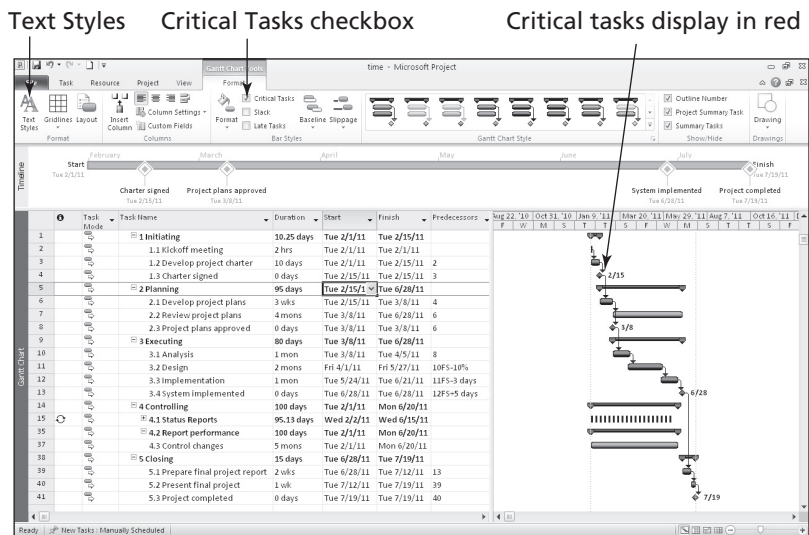 Text Styles Critical Tasks checkbox Critical tasks display in red
Gantt Chart Tools
time - Microsoft Project
File Task Resource Project View Format
Text Styles Gridlines Layout
Format
Insert Column
Column Settings
Custom Fields
Columns
Format
Critical Tasks
Slack
Late Tasks
Baseline Slippage
Bar Styles
Gantt Chart Style
Outline Number
Project Summary Task
Summary Tasks
Show/Hide
Drawing
Drawings
Timeline
February March April May June July
Start
Tue 2/1/11
Finish
Tue 7/19/11
Charter signed Project plans approved System implemented Project completed
Tue 2/15/11 Tue 3/8/11 Tue 6/28/11 Tue 7/19/11
Task Mode Task Name Duration Start Finish Predecessors
Aug 22, '10 Oct 31, '10 Jan 9, '11 Mar 20, '11 May 29, '11 Aug 7, '11 Oct 16, '11
F W M S T T S F W M S T T S F
Gantt Chart
1 1 Initiating 10.25 days Tue 2/1/11 Tue 2/15/11
2 1.1 Kickoff meeting 2 hrs Tue 2/1/11 Tue 2/1/11
3 1.2 Develop project charter 10 days Tue 2/1/11 Tue 2/15/11 2
4 1.3 Charter signed 0 days Tue 2/15/11 Tue 2/15/11 3 2/15
5 2 Planning 95 days Tue 2/15/1 Tue 6/28/11
6 2.1 Develop project plans 3 wks Tue 2/15/11 Tue 3/8/11 4
7 2.2 Review project plans 4 mons Tue 3/8/11 Tue 6/28/11 6
8 2.3 Project plans approved 0 days Tue 3/8/11 Tue 3/8/11 6 3/8
9 3 Executing 80 days Tue 3/8/11 Tue 6/28/11
10 3.1 Analysis 1 mon Tue 3/8/11 Tue 4/5/11 8
11 3.2 Design 2 mons Fri 4/1/11 Fri 5/27/11 10FS-10%
12 3.3 Implementation 1 mon Tue 5/24/11 Tue 6/21/11 11FS-3 days
13 3.4 System implemented 0 days Tue 6/28/11 Tue 6/28/11 12FS+5 days 6/28
14 4 Controlling 100 days Tue 2/1/11 Mon 6/20/11
15 4.1 Status Reports 95.13 days Wed 2/2/11 Wed 6/15/11
35 4.2 Report performance 100 days Tue 2/1/11 Mon 6/20/11
37 4.3 Control changes 5 mons Tue 2/1/11 Mon 6/20/11
38 5 Closing 15 days Tue 6/28/11 Tue 7/19/11
39 5.1 Prepare final project report 2 wks Tue 6/28/11 Tue 7/12/11 13
40 5.2 Present final project 1 wk Tue 7/12/11 Tue 7/19/11 39
41 5.3 Project completed 0 days Tue 7/19/11 Tue 7/19/11 40 7/19
Ready New Tasks : Manually Scheduled